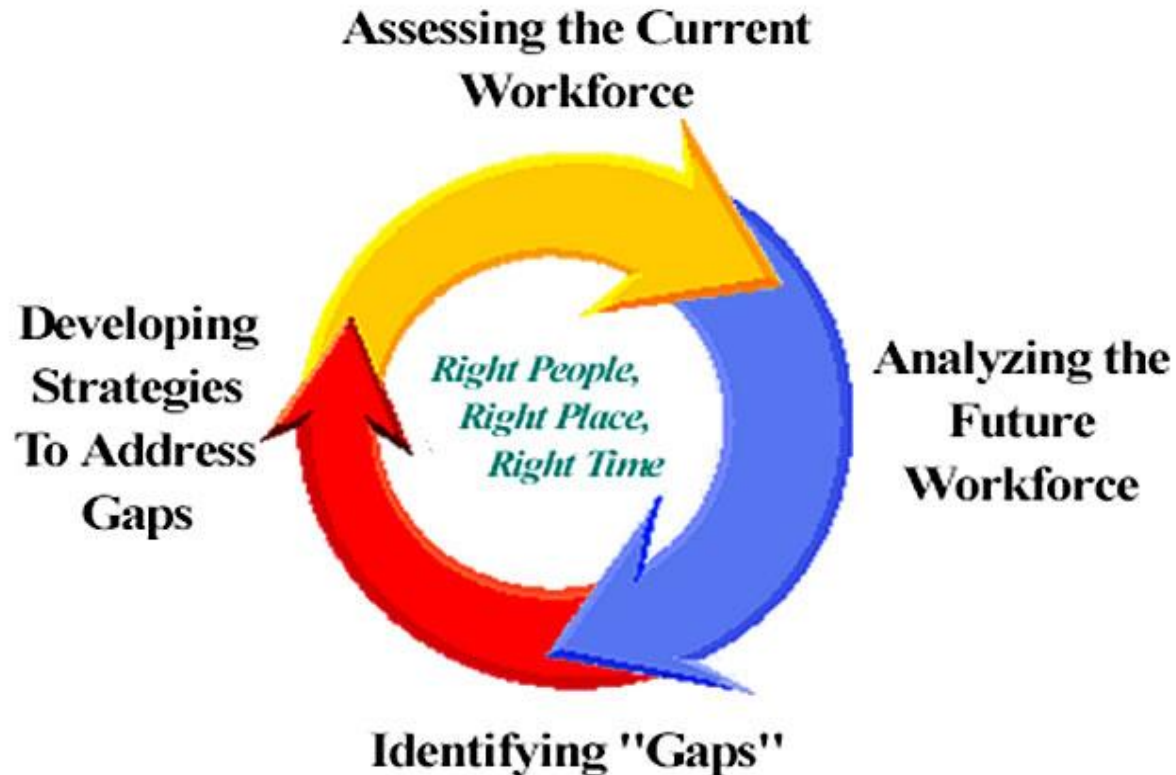 Assessing the Current
Workforce
Developing
Strategies
To Address
Gaps
Right People,
Right Place,
Right Time
Analyzing the
Future
Workforce
Identifying "Gaps"